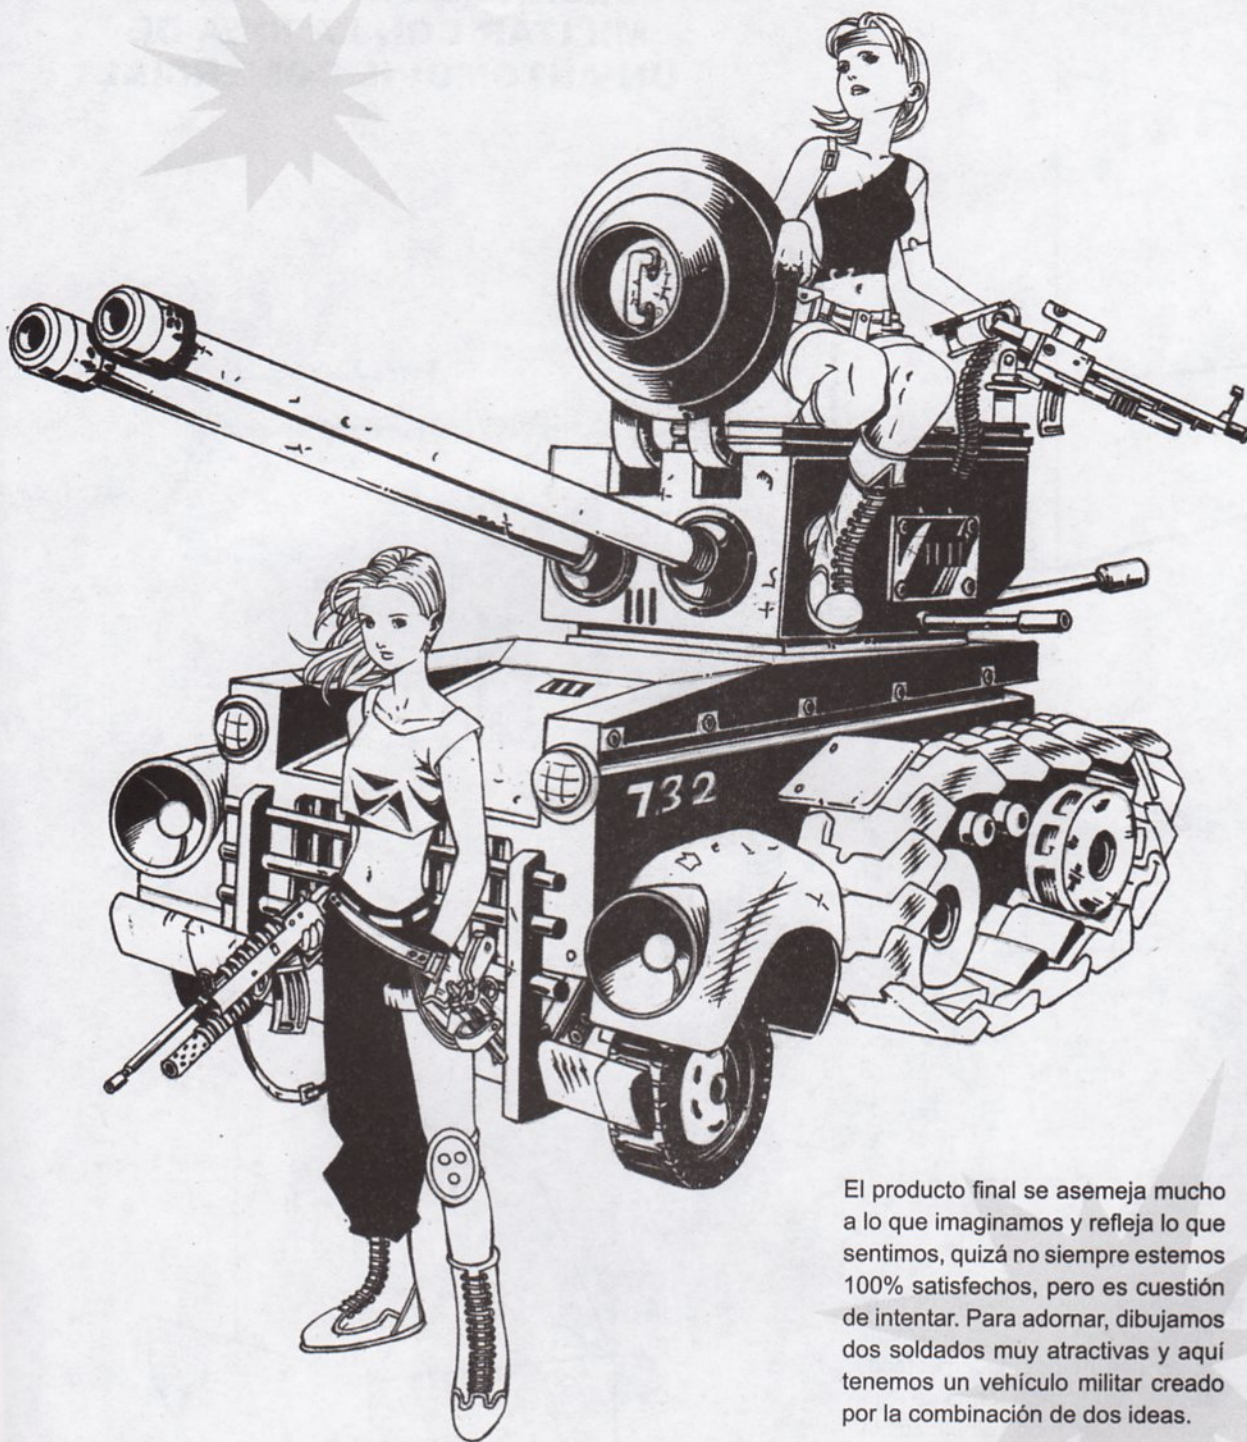 732
El producto final se asemeja mucho
a lo que imaginamos y refleja lo que
sentimos, quizá no siempre estemos
100% satisfechos, pero es cuestión
de intentar. Para adornar, dibujamos
dos soldados muy atractivas y aquí
tenemos un vehículo militar creado
por la combinación de dos ideas.